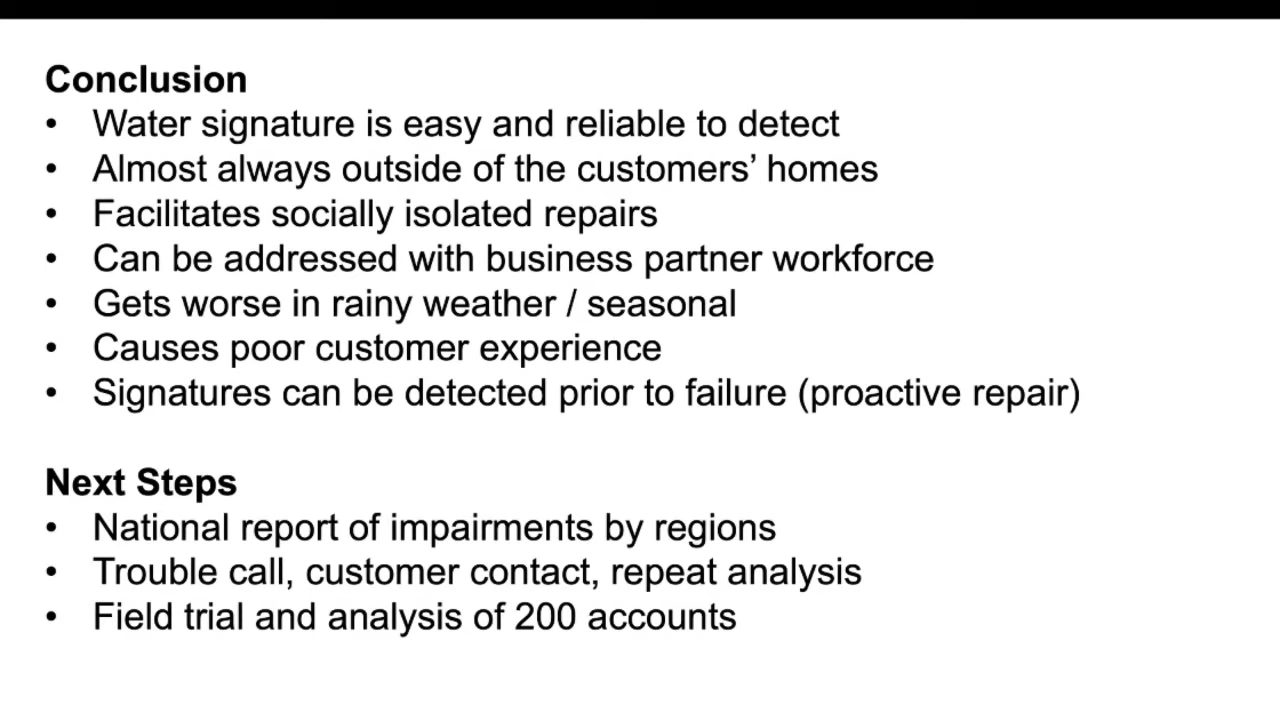 Conclusion
• Water signature is easy and reliable to detect
• Almost always outside of the customers’ homes
• Facilitates socially isolated repairs
• Can be addressed with business partner workforce
• Gets worse in rainy weather / seasonal
• Causes poor customer experience
• Signatures can be detected prior to failure (proactive repair)
Next Steps
• National report of impairments by regions
• Trouble call, customer contact, repeat analysis
• Field trial and analysis of 200 accounts